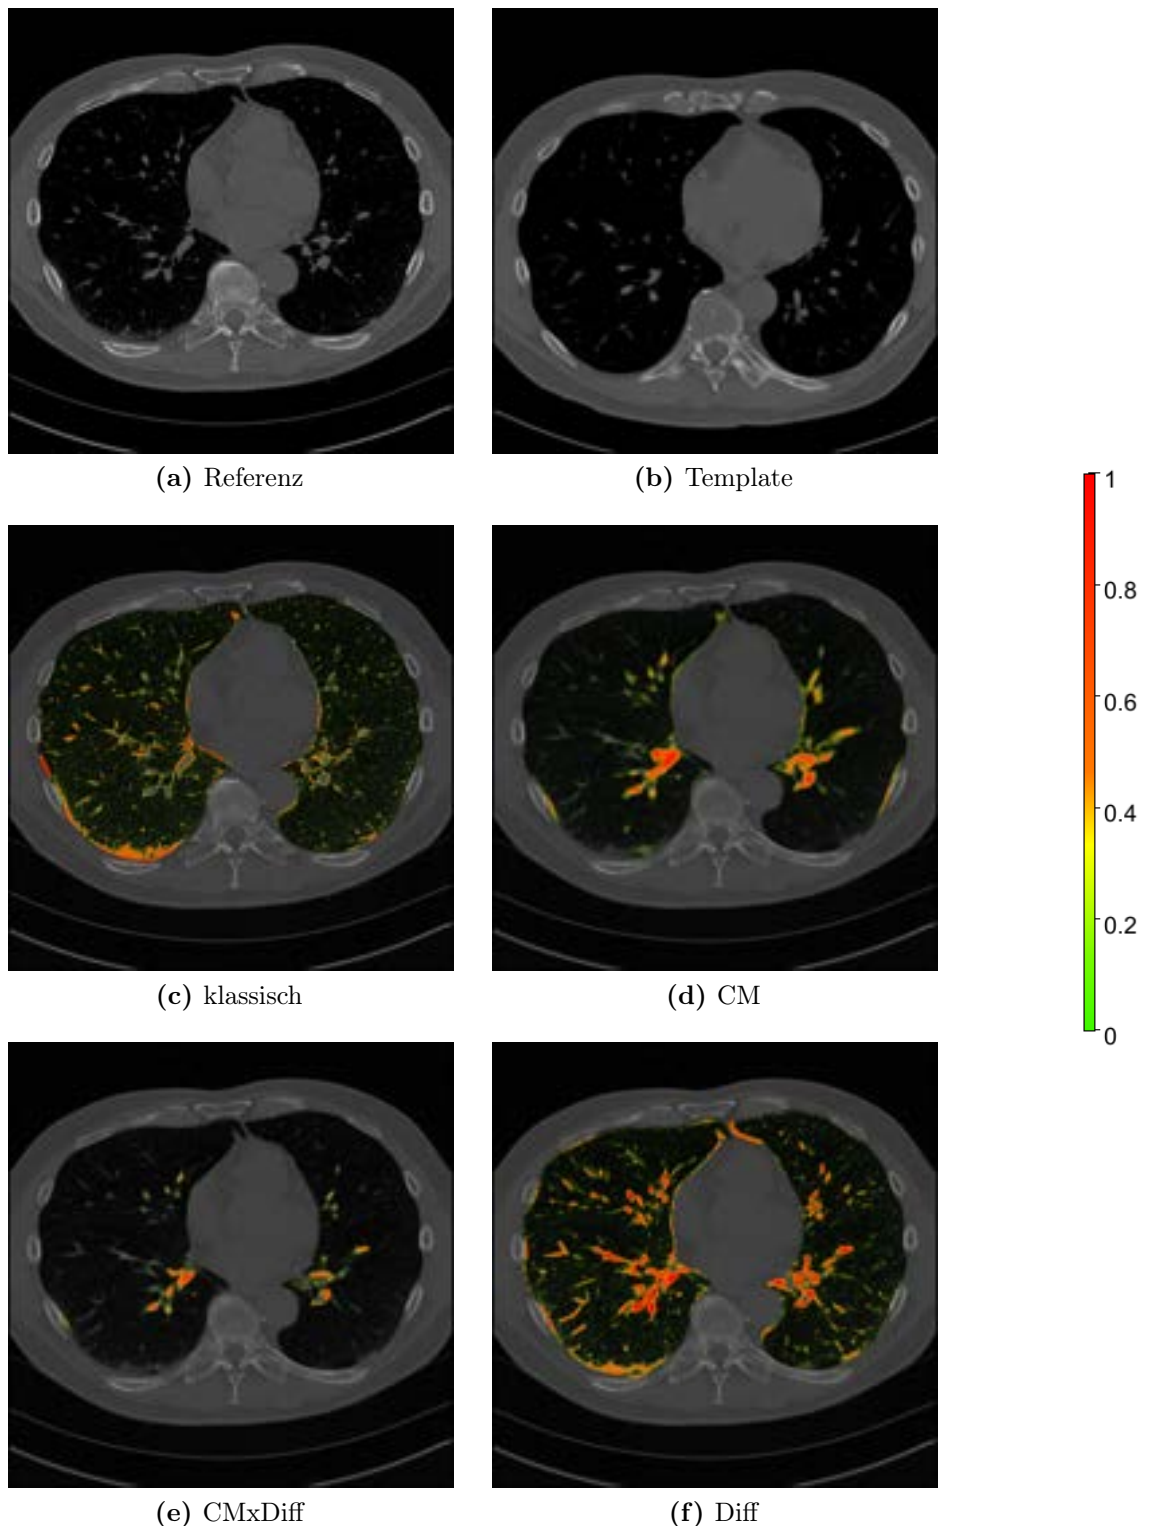 (a) Referenz
(b) Template
1
0.8
0.6
0.4
0.2
0
(c) klassisch
(d) CM
(e) CMxDiff
(f) Diff